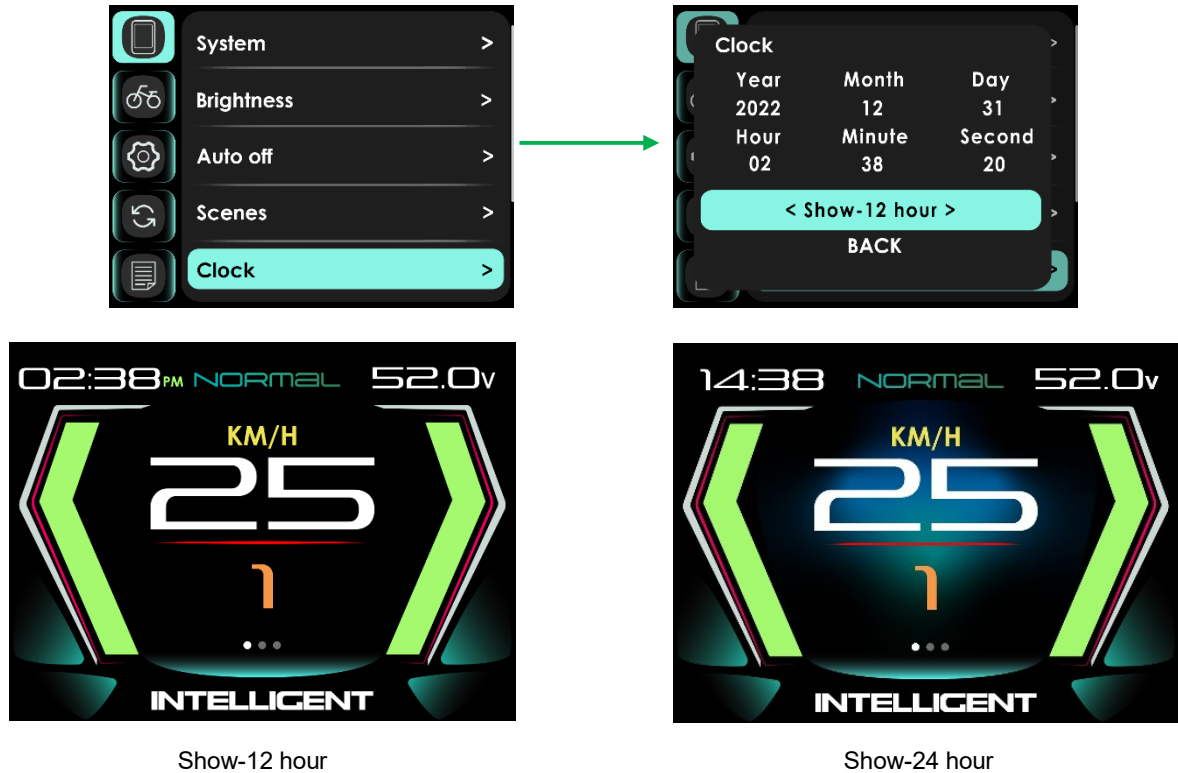 System >
Brightness >
Auto off >
Scenes >
Clock >
Clock
Year Month Day
2022 12 31
Hour Minute Second
02 38 20
< Show-12 hour >
BACK
>
>
>
>
>
02:38 PM NORMAL 52.0V
KM/H
25
1
INTELLIGENT
Show-12 hour
14:38 NORMAL 52.0V
KM/H
25
1
INTELLIGENT
Show-24 hour